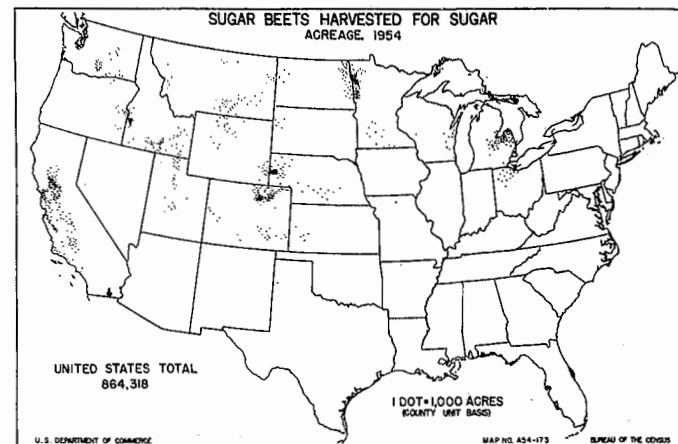 SUGAR BEETS HARVESTED FOR SUGAR
ACREAGE, 1954
UNITED STATES TOTAL
864,318
1 DOT=1,000 ACRES
(COUNTY UNIT BASIS)
U.S. DEPARTMENT OF COMMERCE
MAP NO. A54-173
BUREAU OF THE CENSUS